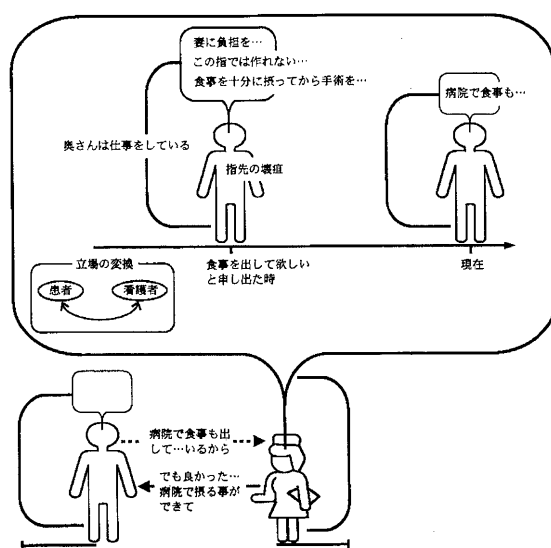 妻に負担を…
この指では作れない…
食事を十分に摂ってから手術を…
病院で食事も…
奥さんは仕事をしている
指先の壊疽
食事を出して欲しい
と申し出た時
現在
立場の変換
患者
看護者
病院で食事も出
して…いるから
でも良かった…
病院で摂る事が
できて